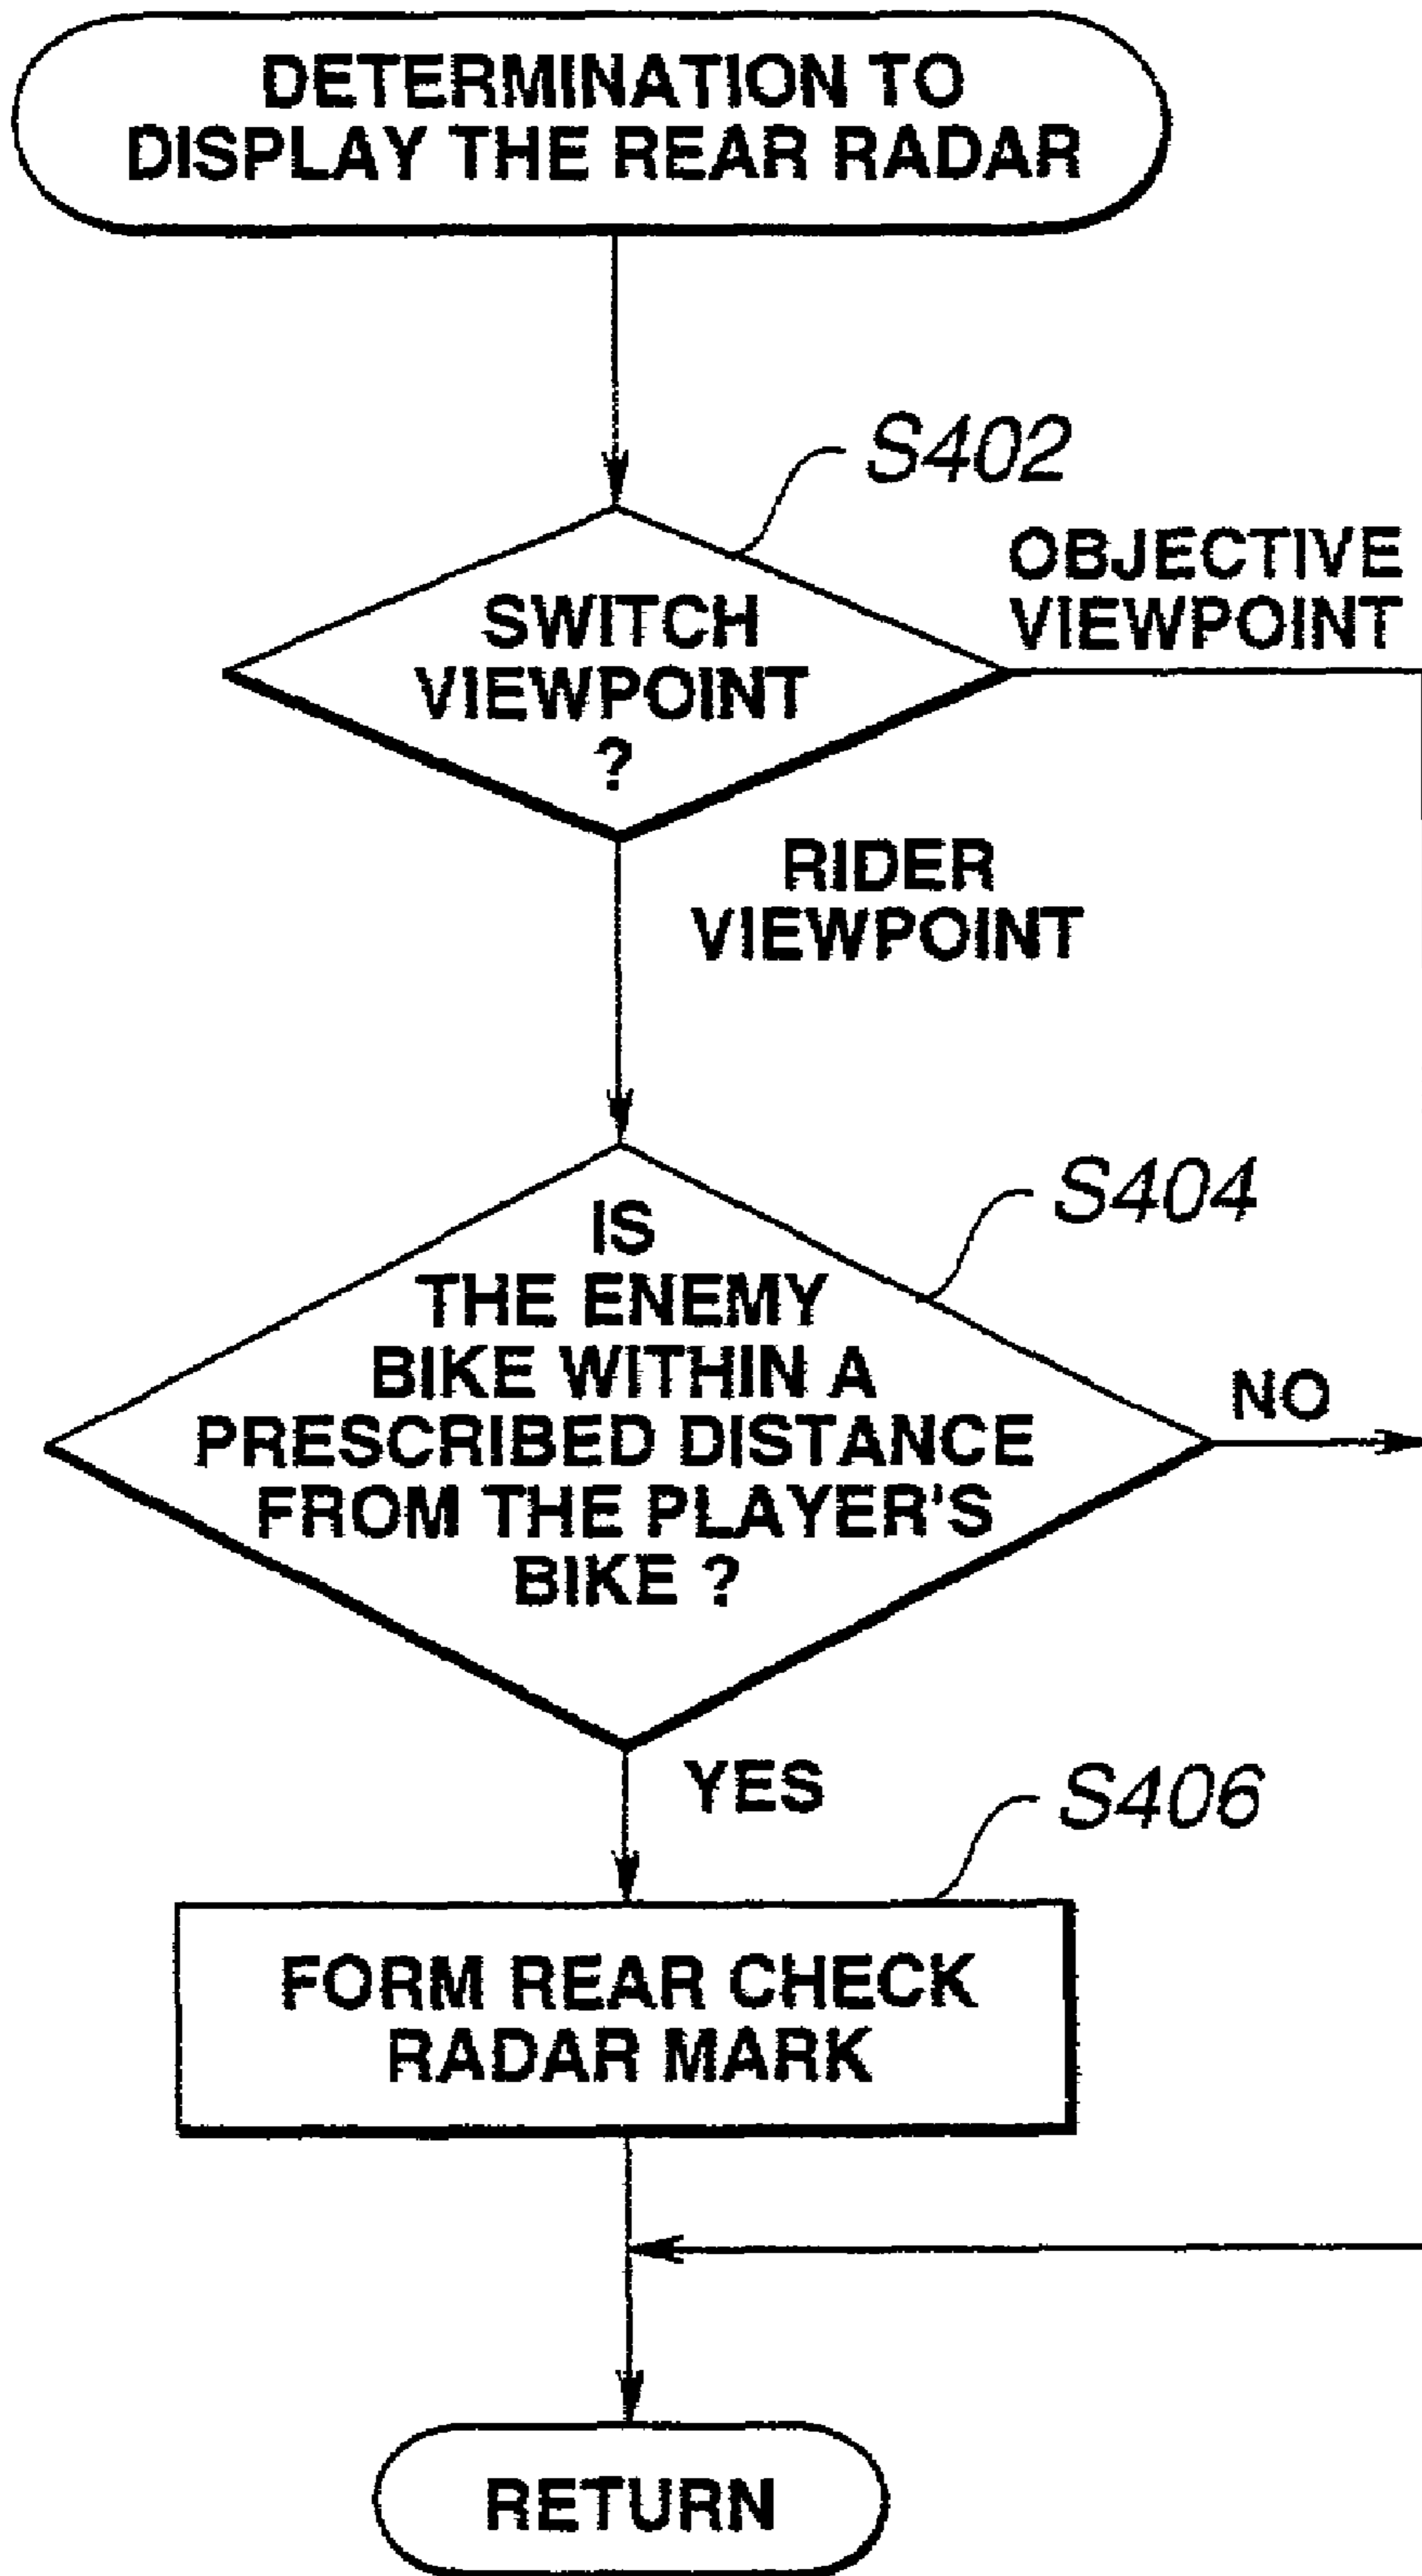 DETERMINATION TO
DISPLAY THE REAR RADAR
S402
OBJECTIVE
VIEWPOINT
SWITCH
VIEWPOINT
?
RIDER
VIEWPOINT
S404
IS
THE ENEMY
BIKE WITHIN A
PRESCRIBED DISTANCE
FROM THE PLAYER'S
BIKE ?
NO
YES
S406
FORM REAR CHECK
RADAR MARK
RETURN